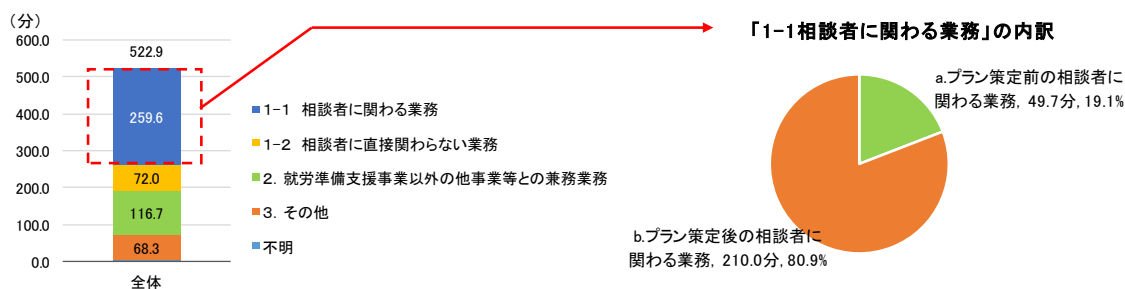 （分）
600.0
500.0
400.0
300.0
200.0
100.0
0.0
522.9
259.6
72.0
116.7
68.3
全体
1-1 相談者に関わる業務
1-2 相談者に直接関わらない業務
2. 就労準備支援事業以外の他事業等との兼務業務
3. その他
不明
「1-1相談者に関わる業務」の内訳
a.プラン策定前の相談者に
関わる業務, 49.7分, 19.1%
b.プラン策定後の相談者に
関わる業務, 210.0分, 80.9%